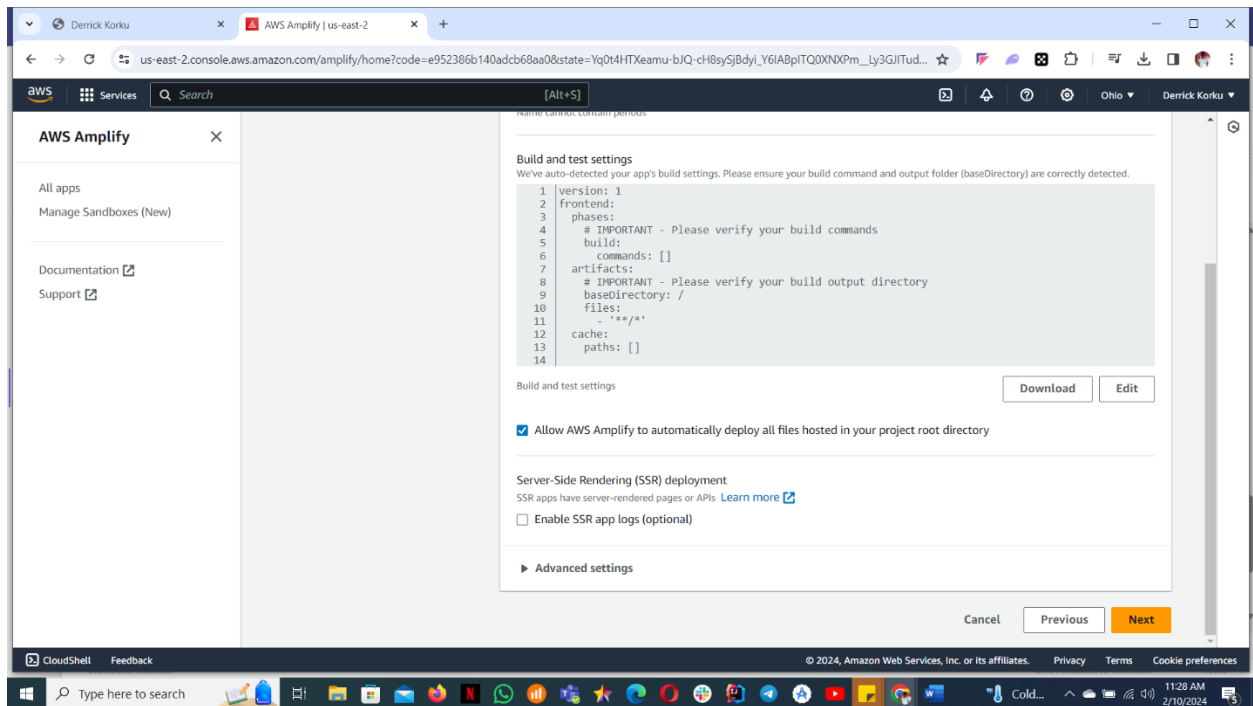 Derrick Korku
AWS Amplify | us-east-2
us-east-2.console.aws.amazon.com/amplify/home?code=e952386b140adcb68aa0&state=Yq0t4HTXeamu-bJQ-cH8sySjBdyi_Y6IABpITQ0XNXPm__Ly3GJITud...
aws
Services
Search
[Alt+S]
Ohio
Derrick Korku
AWS Amplify
All apps
Manage Sandboxes (New)
Documentation
Support
Name cannot contain periods
Build and test settings
We've auto-detected your app's build settings. Please ensure your build command and output folder (baseDirectory) are correctly detected.
1 version: 1
2 frontend:
3 phases:
4 # IMPORTANT - Please verify your build commands
5 build:
6 commands: []
7 artifacts:
8 # IMPORTANT - Please verify your build output directory
9 baseDirectory: /
10 files:
11 - '**/*'
12 cache:
13 paths: []
14
Build and test settings
Download
Edit
Allow AWS Amplify to automatically deploy all files hosted in your project root directory
Server-Side Rendering (SSR) deployment
SSR apps have server-rendered pages or APIs Learn more
Enable SSR app logs (optional)
Advanced settings
Cancel
Previous
Next
CloudShell
Feedback
© 2024, Amazon Web Services, Inc. or its affiliates.
Privacy
Terms
Cookie preferences
Type here to search
Cold...
11:28 AM
2/10/2024
5